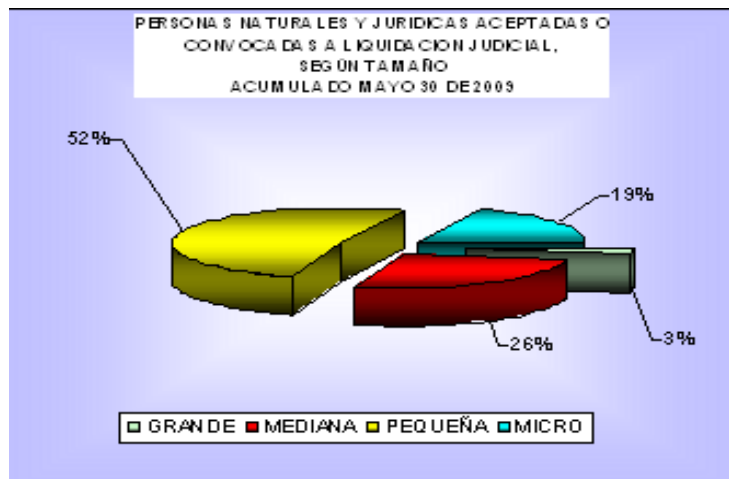 PERSONAS NATURALES Y JURIDICAS ACEPTADAS O
CONVOCADAS A LIQUIDACION JUDICIAL,
SEGÚN TAMAÑO
ACUMULADO MAYO 30 DE 2009
52%
19%
26%
3%
GRANDE MEDIANA PEQUEÑA MICRO